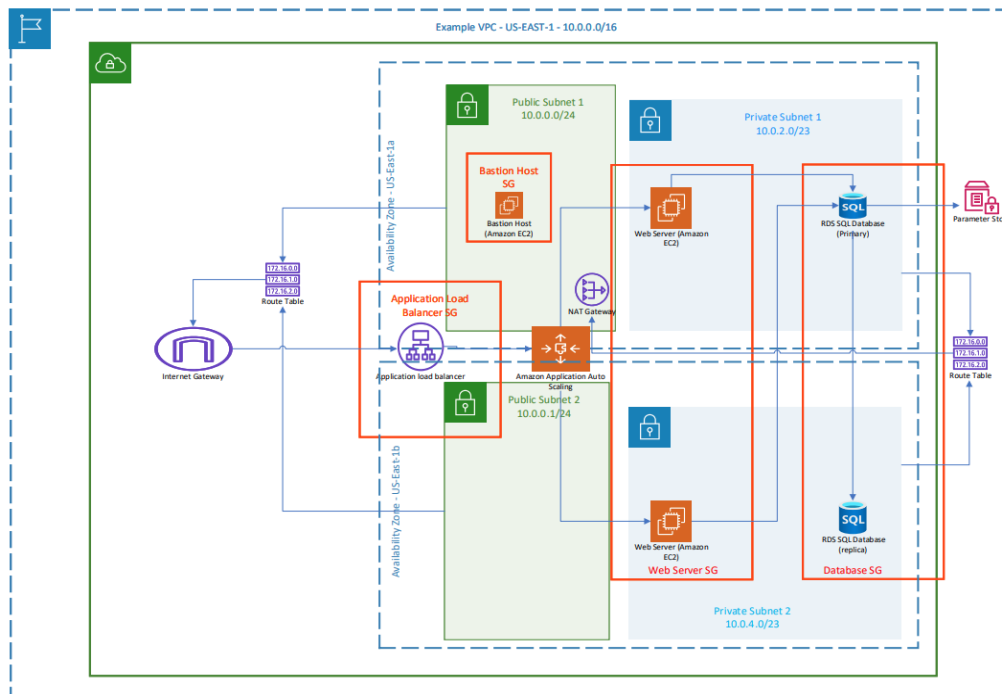 Example VPC - US-EAST-1 - 10.0.0.0/16
Public Subnet 1
10.0.0.0/24
Private Subnet 1
10.0.2.0/23
Availability Zone - US-East-1a
Bastion Host
SG
Bastion Host
(Amazon EC2)
Web Server (Amazon
EC2)
SQL
RDS SQL Database
(Primary)
Parameter Sto
172.16.0.0
172.16.1.0
172.16.2.0
Route Table
Application Load
Balancer SG
NAT Gateway
Internet Gateway
Application load balancer
Amazon Application Auto
Scaling
172.16.0.0
172.16.1.0
172.16.2.0
Route Table
Public Subnet 2
10.0.0.1/24
Availability Zone - US-East-1b
Web Server (Amazon
EC2)
Web Server SG
SQL
RDS SQL Database
(replica)
Database SG
Private Subnet 2
10.0.4.0/23